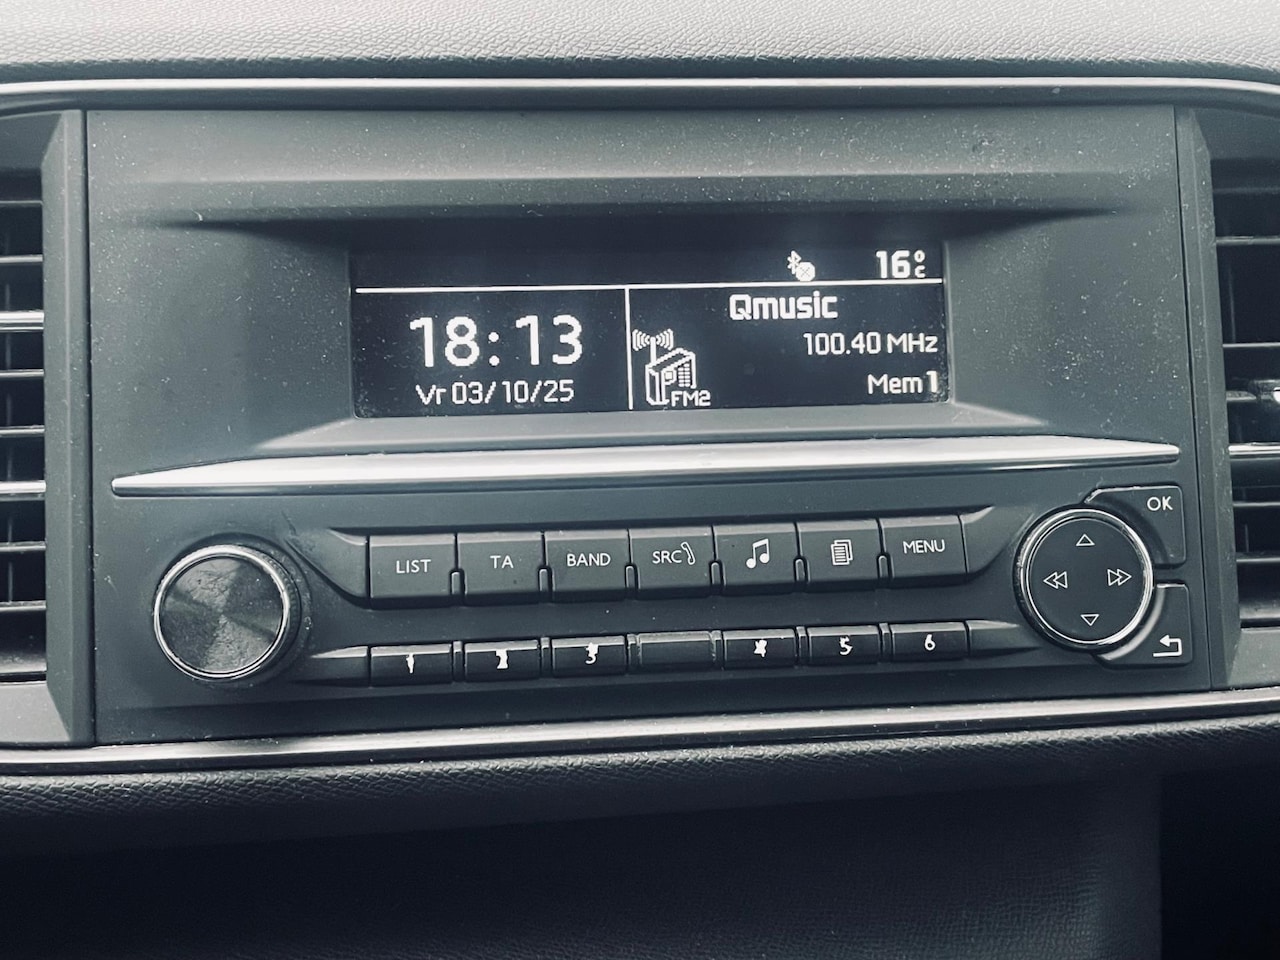 16°C
18:13
Vr 03/10/25
Qmusic
100.40 MHz
FM2
Mem 1
LIST TA BAND SRC MENU
OK
1 2 3 4 5 6